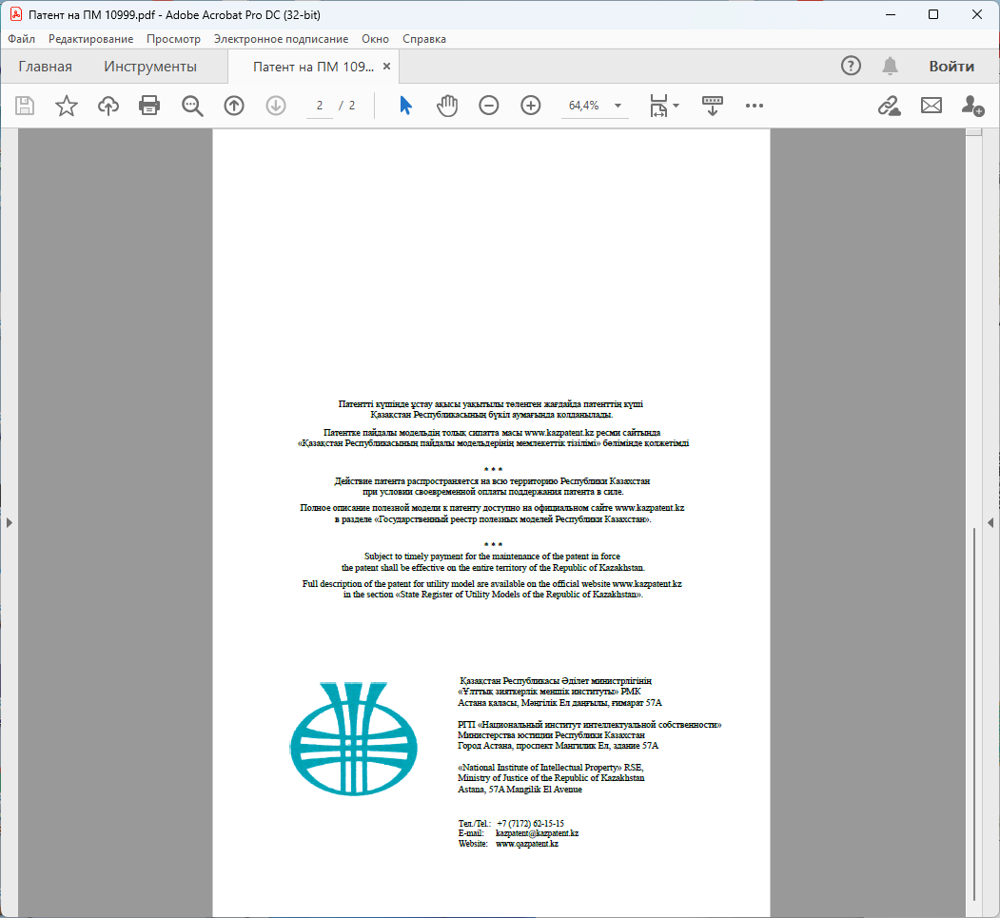 Патент на ПМ 10999.pdf - Adobe Acrobat Pro DC (32-bit)
Файл Редактирование Просмотр Электронное подписание Окно Справка
Главная Инструменты Патент на ПМ 109... × Войти
2 / 2 64,4%
Патентті күшінде ұстау ақысы уақытылы төленген жағдайда патенттің күші
Қазақстан Республикасының бүкіл аумағында қолданылады.
Патентке пайдалы модельдің толық сипатта масы www.kazpatent.kz ресми сайтында
«Қазақстан Республикасының пайдалы модельдерінің мемлекеттік тізілімі» бөлімінде қолжетімді
* * *
Действие патента распространяется на всю территорию Республики Казахстан
при условии своевременной оплаты поддержания патента в силе.
Полное описание полезной модели к патенту доступно на официальном сайте www.kazpatent.kz
в разделе «Государственный реестр полезных моделей Республики Казахстан».
* * *
Subject to timely payment for the maintenance of the patent in force
the patent shall be effective on the entire territory of the Republic of Kazakhstan.
Full description of the patent for utility model are available on the official website www.kazpatent.kz
in the section «State Register of Utility Models of the Republic of Kazakhstan».
Қазақстан Республикасы Әділет министрлігінің
«Ұлттық зияткерлік меншік институты» РМК
Астана қаласы, Мәңгілік Ел даңғылы, ғимарат 57А
РГП «Национальный институт интеллектуальной собственности»
Министерства юстиции Республики Казахстан
Город Астана, проспект Мангилик Ел, здание 57А
«National Institute of Intellectual Property» RSE,
Ministry of Justice of the Republic of Kazakhstan
Astana, 57A Mangilik El Avenue
Тел./Tel.: +7 (7172) 62-15-15
E-mail: kazpatent@kazpatent.kz
Website: www.qazpatent.kz